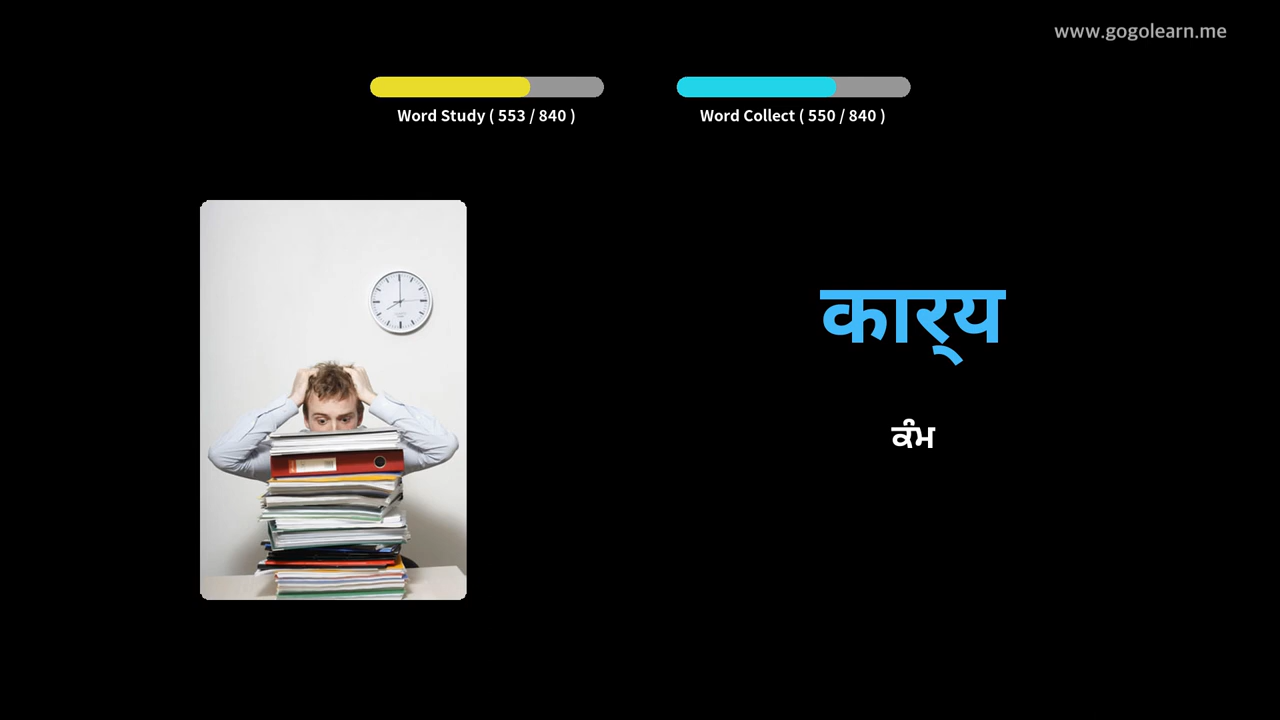 www.gogolearn.me
Word Study ( 553 / 840 )
Word Collect ( 550 / 840 )
कार्‍य
ਕੰਮ